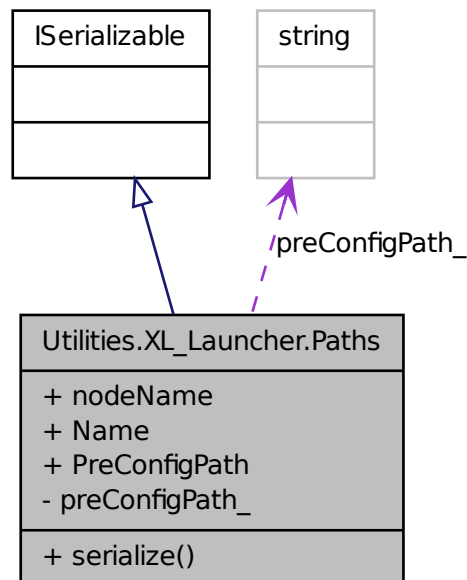 ISerializable
string
preConfigPath_
Utilities.XL_Launcher.Paths
+ nodeName
+ Name
+ PreConfigPath
- preConfigPath_
+ serialize()